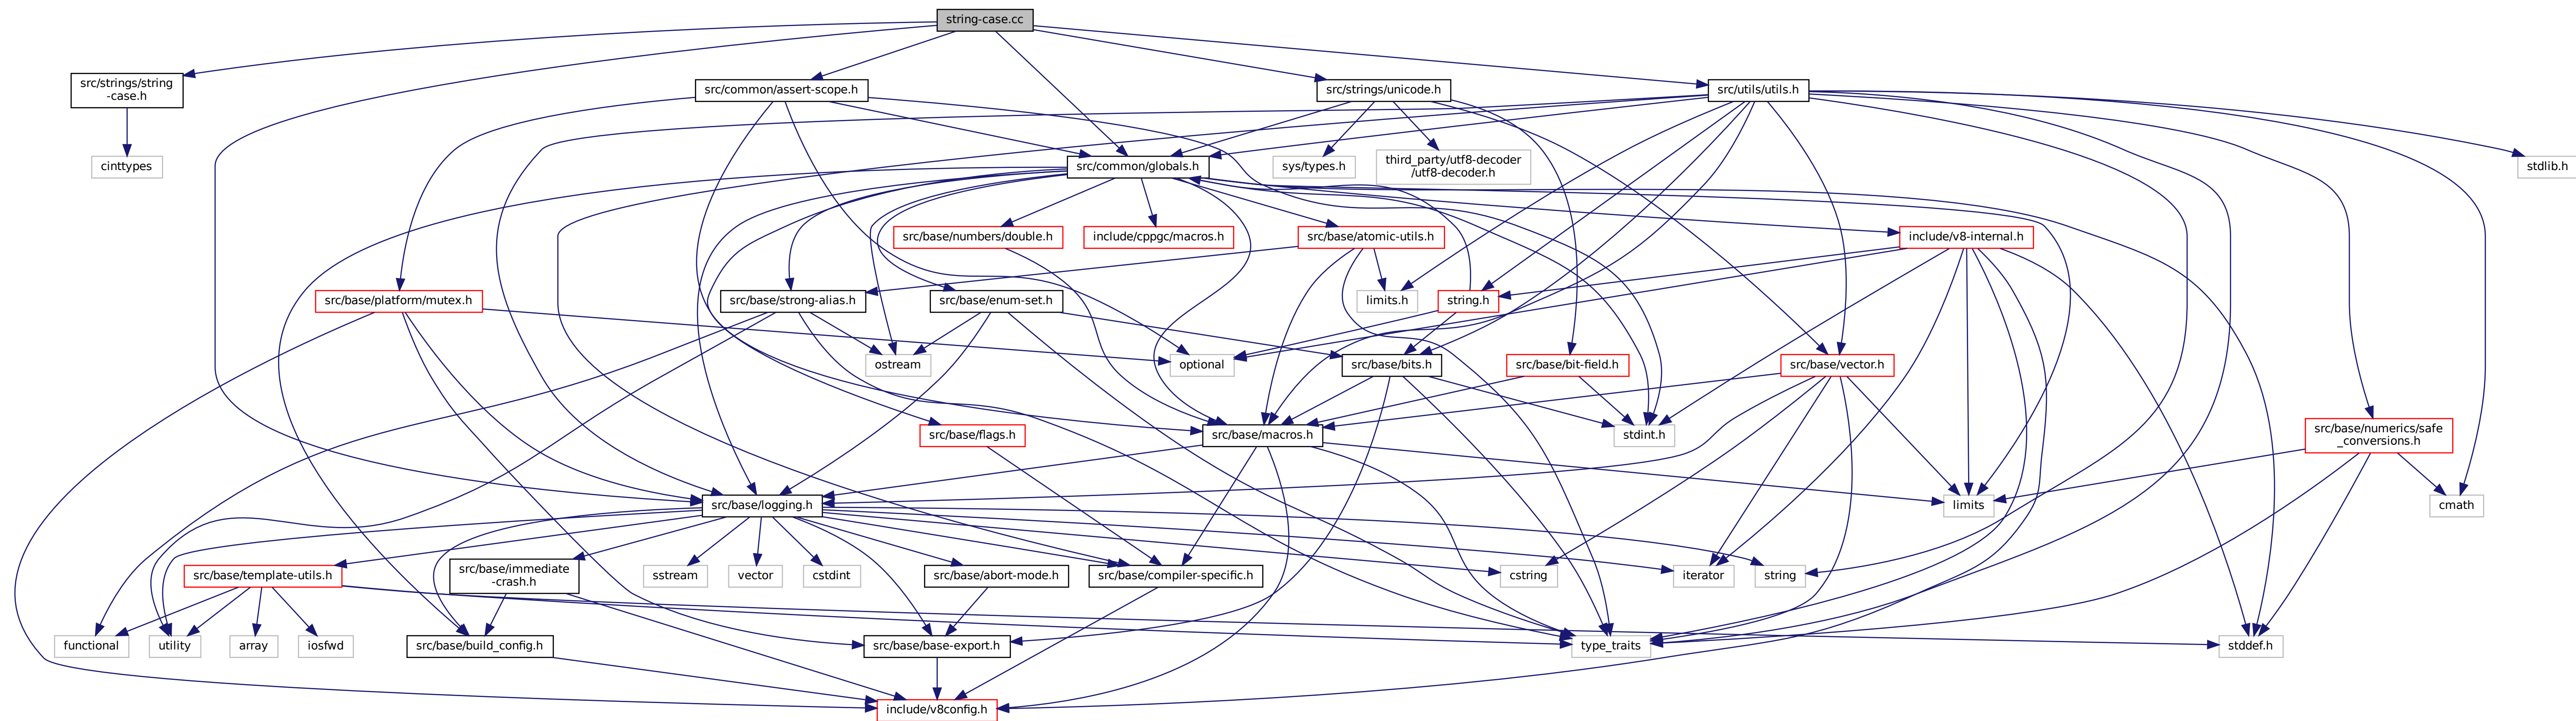 string-case.cc
src/strings/string
-case.h
src/common/assert-scope.h
src/strings/unicode.h
src/utils/utils.h
cinttypes
src/common/globals.h
sys/types.h
third_party/utf8-decoder
/utf8-decoder.h
stdlib.h
src/base/numbers/double.h
include/cppgc/macros.h
src/base/atomic-utils.h
include/v8-internal.h
src/base/platform/mutex.h
src/base/strong-alias.h
src/base/enum-set.h
limits.h
string.h
ostream
optional
src/base/bits.h
src/base/bit-field.h
src/base/vector.h
src/base/flags.h
src/base/macros.h
stdint.h
src/base/numerics/safe
_conversions.h
src/base/logging.h
limits
cmath
src/base/template-utils.h
src/base/immediate
-crash.h
sstream
vector
cstdint
src/base/abort-mode.h
src/base/compiler-specific.h
cstring
iterator
string
functional
utility
array
iosfwd
src/base/build_config.h
src/base/base-export.h
type_traits
stddef.h
include/v8config.h